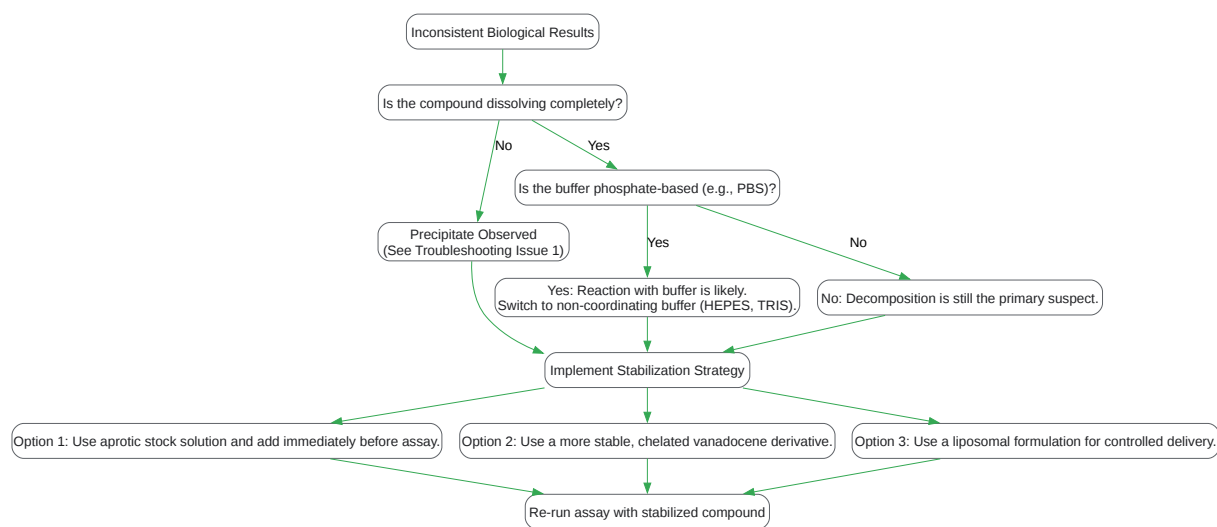 Inconsistent Biological Results
Is the compound dissolving completely?
No
Yes
Is the buffer phosphate-based (e.g., PBS)?
Precipitate Observed
(See Troubleshooting Issue 1)
Yes
No
Yes: Reaction with buffer is likely.
Switch to non-coordinating buffer (HEPES, TRIS).
No: Decomposition is still the primary suspect.
Implement Stabilization Strategy
Option 1: Use aprotic stock solution and add immediately before assay.
Option 2: Use a more stable, chelated vanadocene derivative.
Option 3: Use a liposomal formulation for controlled delivery.
Re-run assay with stabilized compound